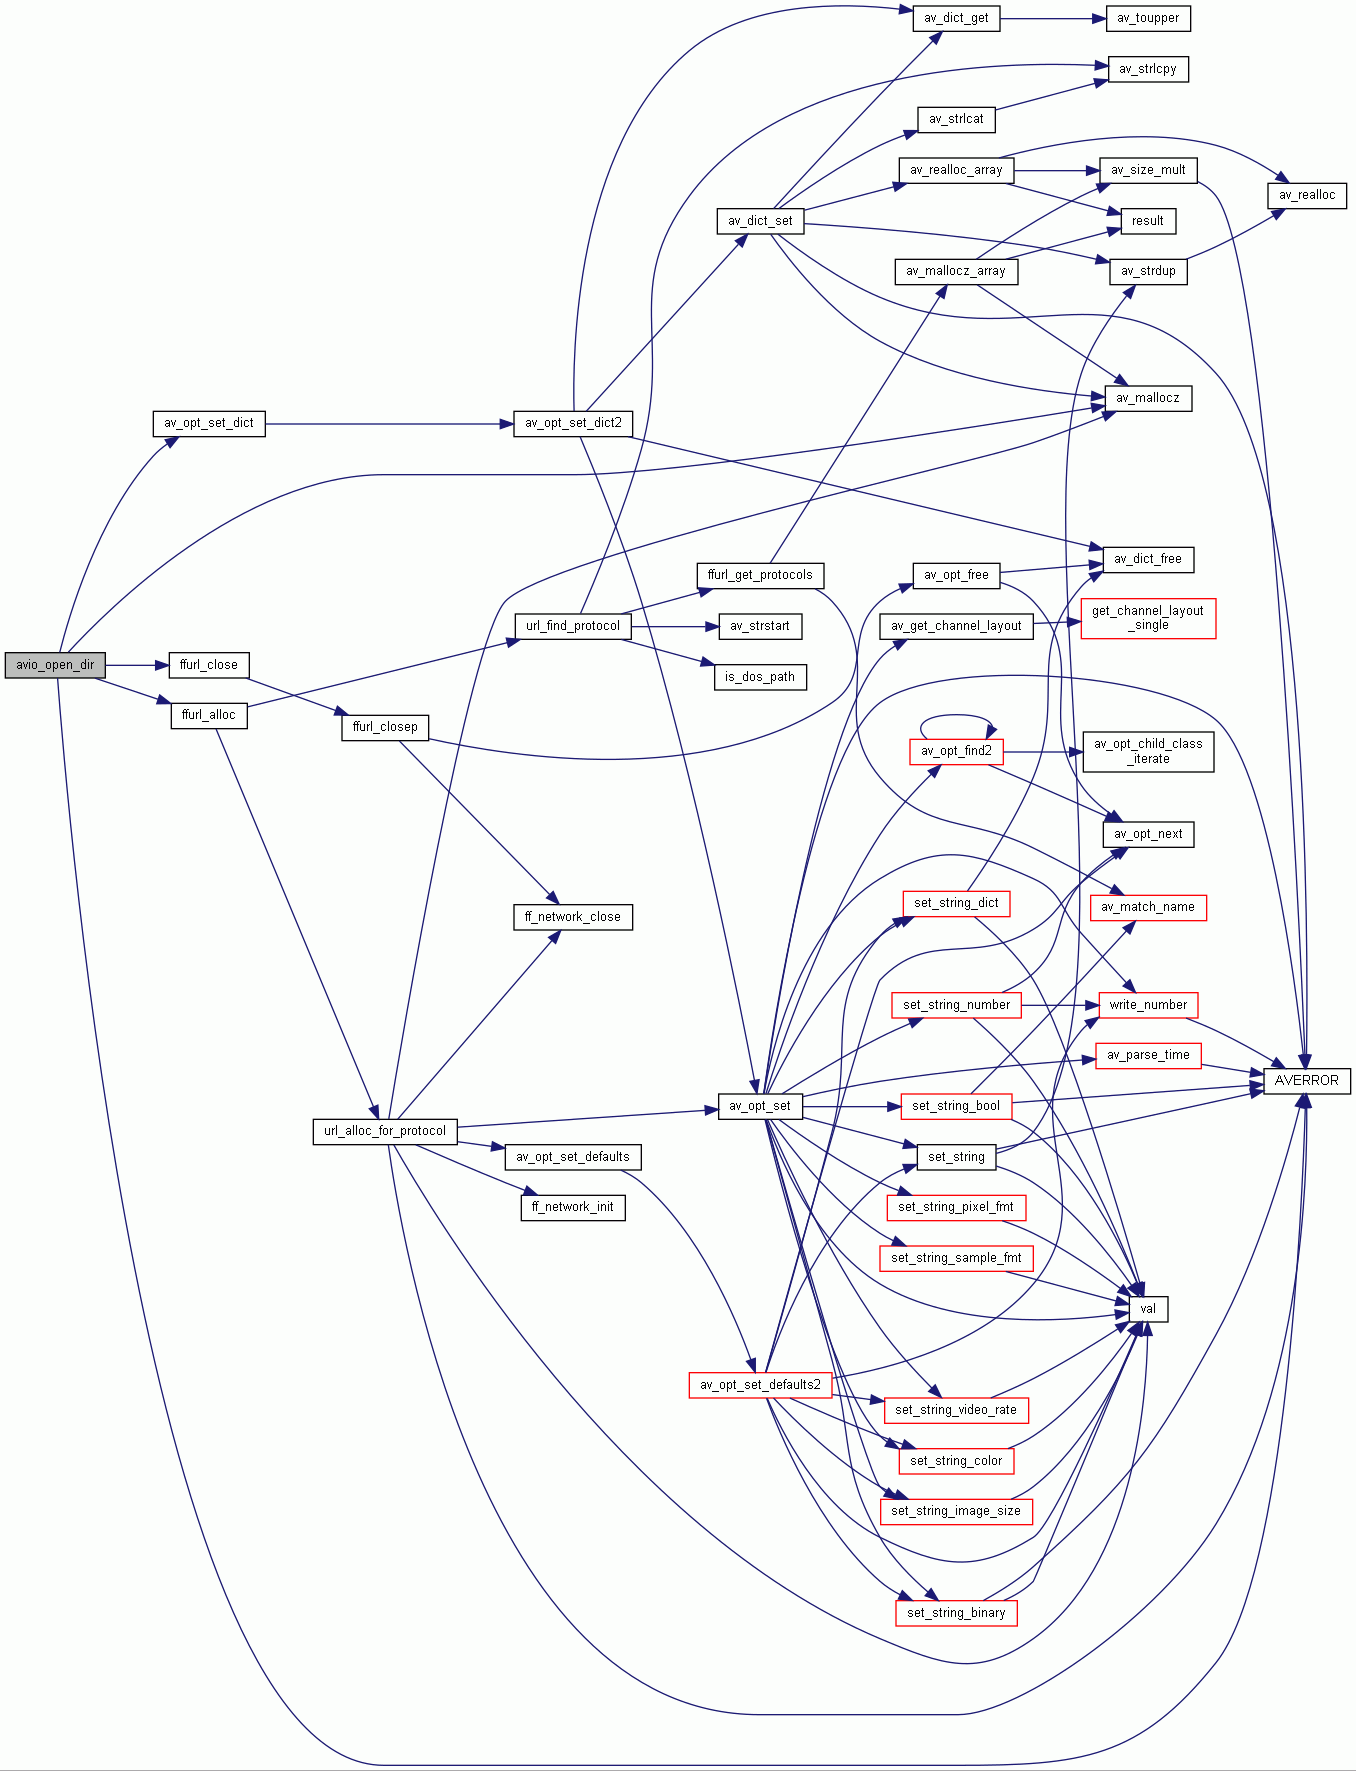 av_dict_get
av_toupper
av_strlcpy
av_strlcat
av_realloc_array
av_size_mult
av_realloc
av_dict_set
result
av_mallocz_array
av_strdup
av_mallocz
av_opt_set_dict
av_opt_set_dict2
av_dict_free
ffurl_get_protocols
av_opt_free
get_channel_layout
_single
url_find_protocol
av_strstart
av_get_channel_layout
avio_open_dir
ffurl_close
is_dos_path
ffurl_alloc
ffurl_closep
av_opt_find2
av_opt_child_class
_iterate
av_opt_next
set_string_dict
av_match_name
ff_network_close
set_string_number
write_number
av_parse_time
AVERROR
av_opt_set
set_string_bool
url_alloc_for_protocol
av_opt_set_defaults
set_string
ff_network_init
set_string_pixel_fmt
set_string_sample_fmt
val
av_opt_set_defaults2
set_string_video_rate
set_string_color
set_string_image_size
set_string_binary